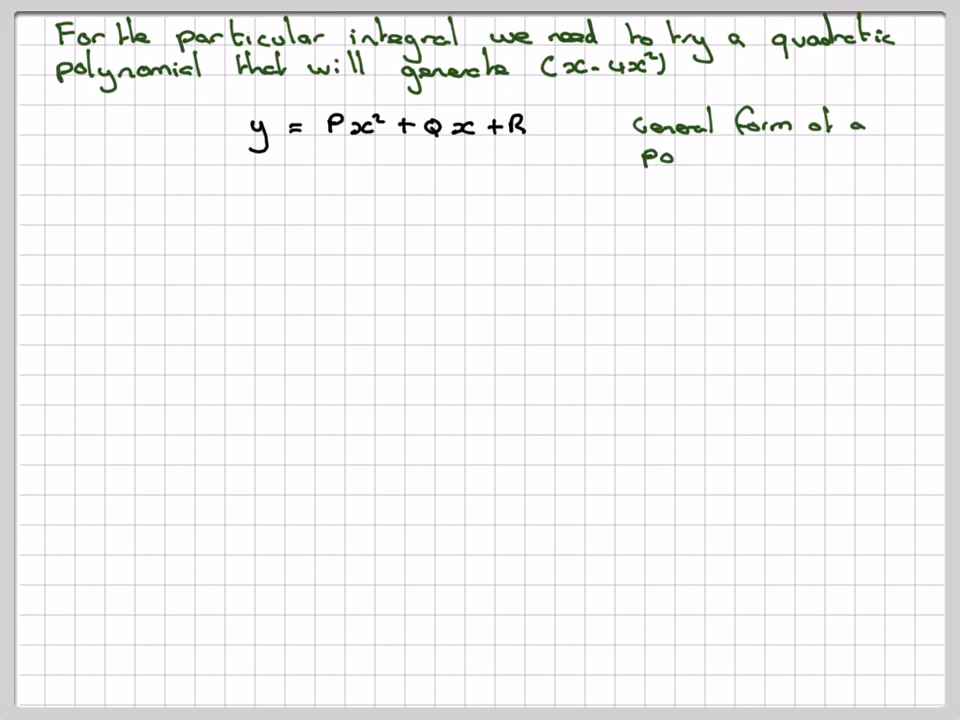 For the particular integral we need to try a quadratic
polynomial that will generate (x - 4x²)
y = Px² + Qx + R
General form of a
po